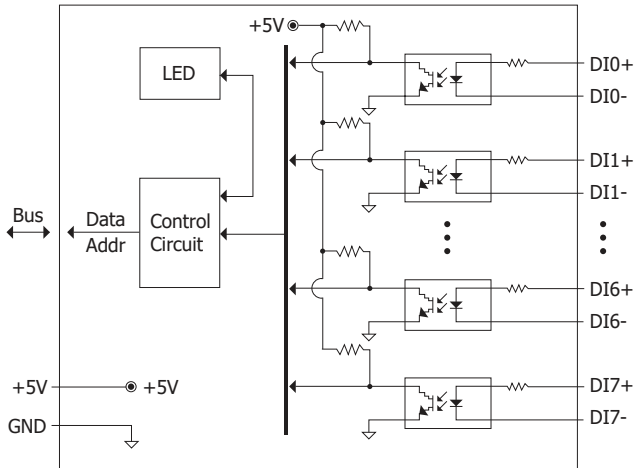 +5V
LED
DI0+
DI0-
DI1+
DI1-
Bus
Data
Addr
Control
Circuit
DI6+
DI6-
+5V
+5V
DI7+
DI7-
GND